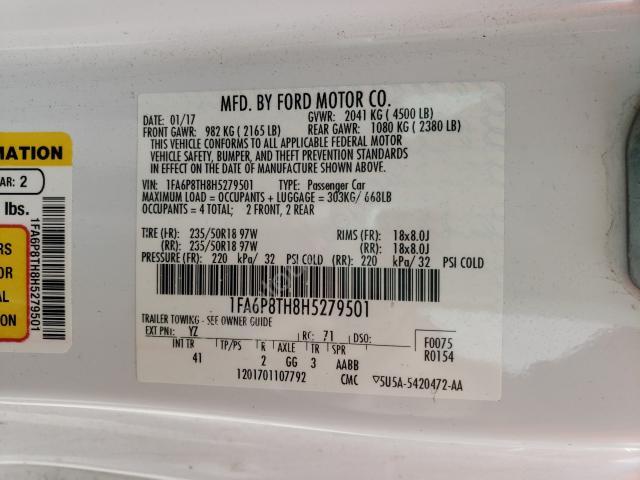 MFD. BY FORD MOTOR CO.
DATE: 01/17 GVWR: 2041 KG ( 4500 LB)
FRONT GAWR: 982 KG ( 2165 LB) REAR GAWR: 1080 KG ( 2380LB)
THIS VEHICLE CONFORMS TO ALL APPLICABLE FEDERAL MOTOR
VEHICLE SAFETY, BUMPER, AND THEFT PREVENTION STANDARDS
IN EFFECT ON THE DATE OF MANUFACTURE SHOWN ABOVE.
VIN: 1FA6P8TH8H5279501 TYPE: Passenger Car
MAXIMUM LOAD = OCCUPANTS + LUGGAGE = 303KG/ 668LB
OCCUPANTS = 4 TOTAL; 2 FRONT, 2 REAR
TIRE (FR): 235/50R18 97W RIMS (FR): 18x8.0J
(RR): 235/50R18 97W (RR): 18x8.0J
PRESSURE (FR): 220 kPa/ 32 PSI COLD (RR): 220 kPa/ 32 PSI COLD
1FA6P8TH8H5279501
TRAILER TOWING - SEE OWNER GUIDE
EXT PNT: YZ RC: 71 DSO: F0075
INT TR TP/PS R AXLE TR SPR R0154
41 2 GG 3 AABB
1201701107792 CMC 5U5A-5420472-AA
MATION
AR: 2
lbs.
ERS
OR
1FA6P8TH8H5279501